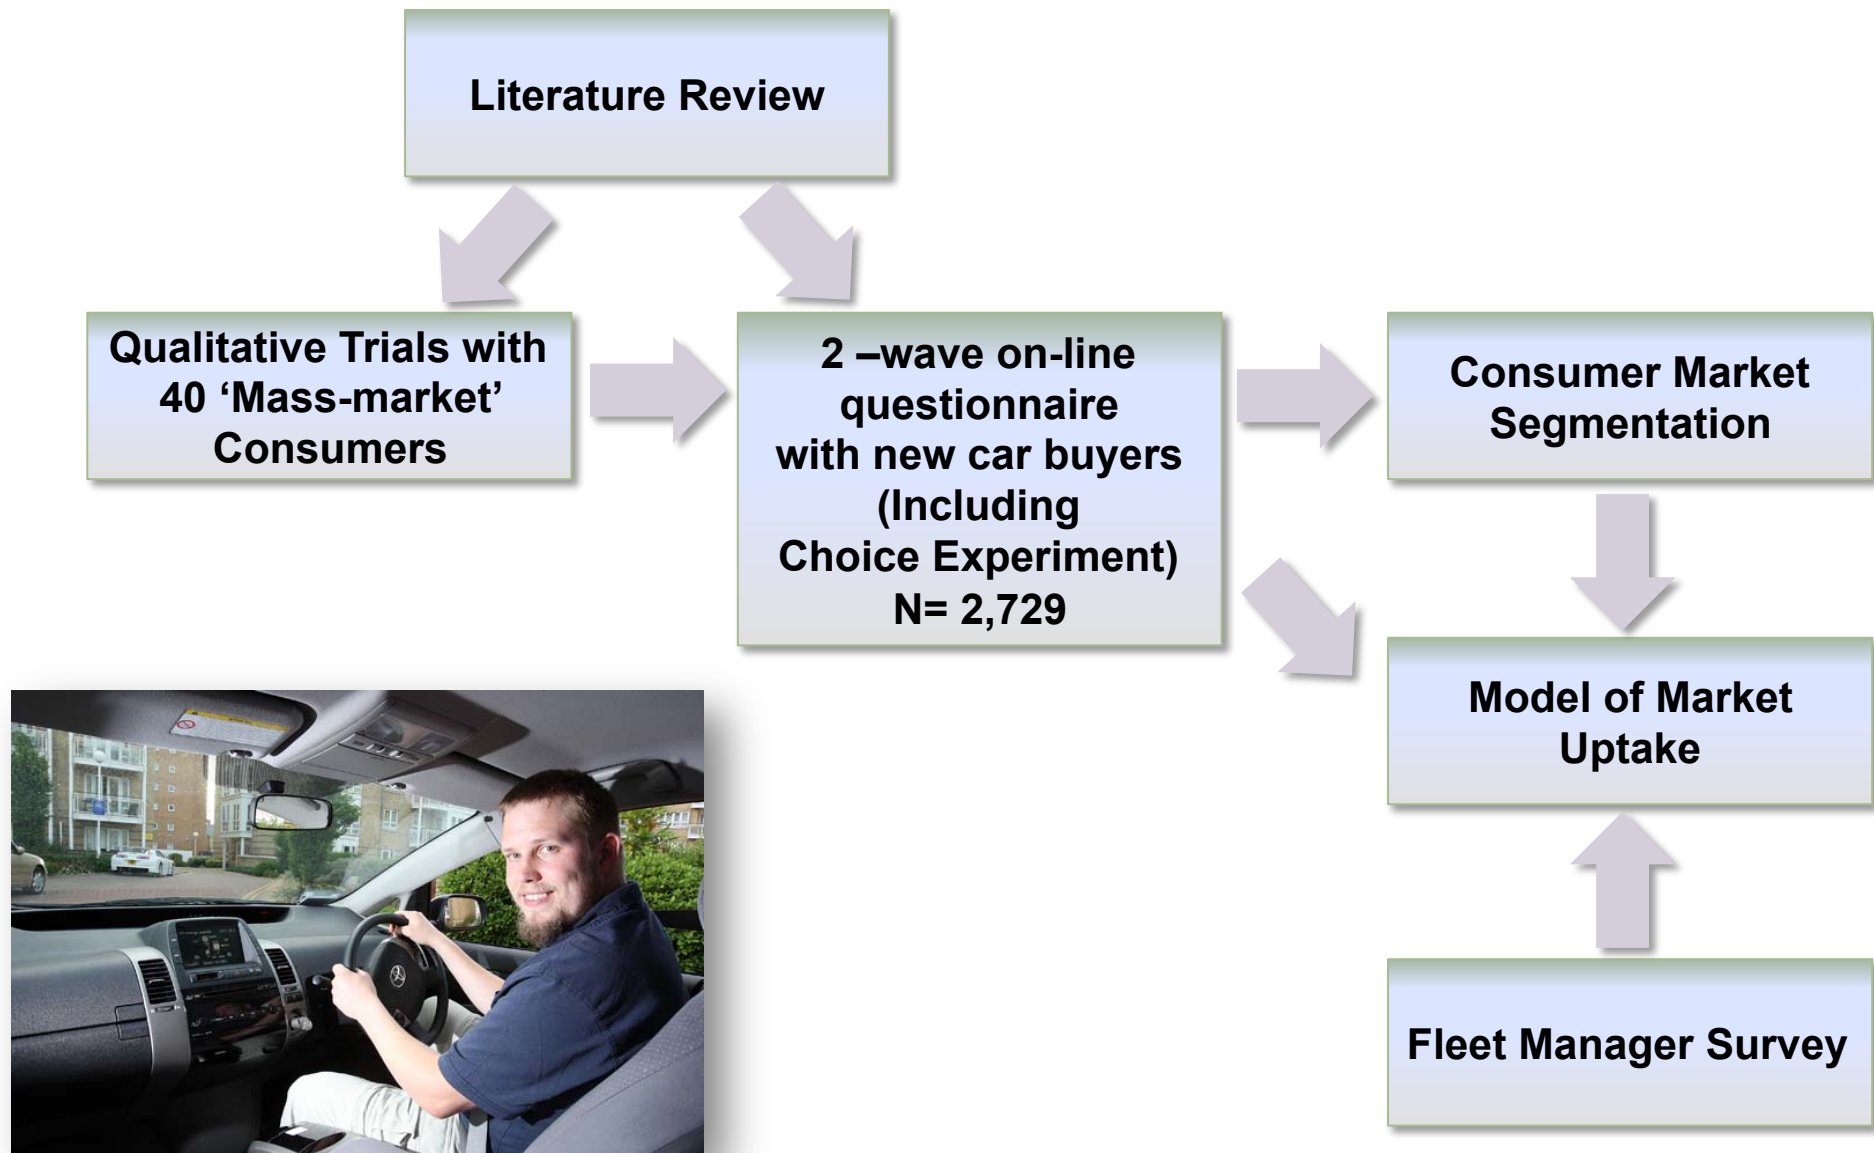 Literature Review
Qualitative Trials with
40 ‘Mass-market’
Consumers
2 –wave on-line
questionnaire
with new car buyers
(Including
Choice Experiment)
N= 2,729
Consumer Market
Segmentation
Model of Market
Uptake
Fleet Manager Survey